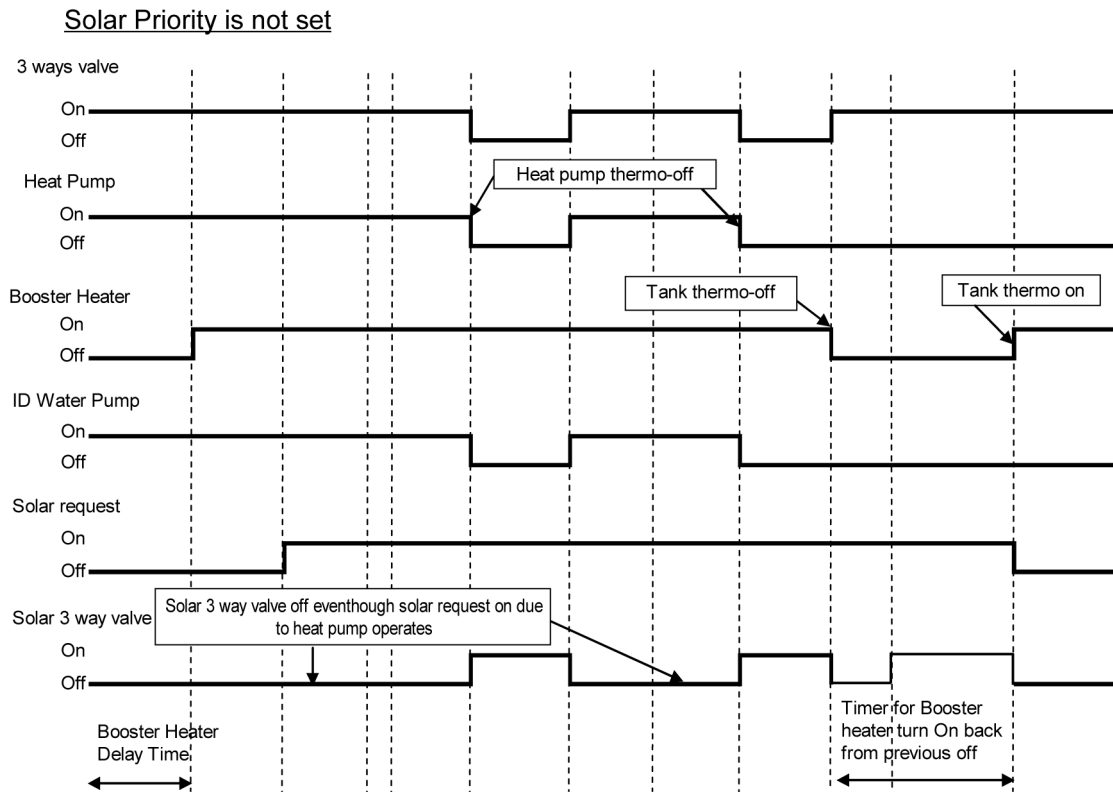 Solar Priority is not set
3 ways valve
On
Off
Heat Pump
Heat pump thermo-off
On
Off
Booster Heater
Tank thermo-off
Tank thermo on
On
Off
ID Water Pump
On
Off
Solar request
On
Off
Solar 3 way valve
Solar 3 way valve off eventhough solar request on due
to heat pump operates
On
Off
Booster Heater
Delay Time
Timer for Booster
heater turn On back
from previous off